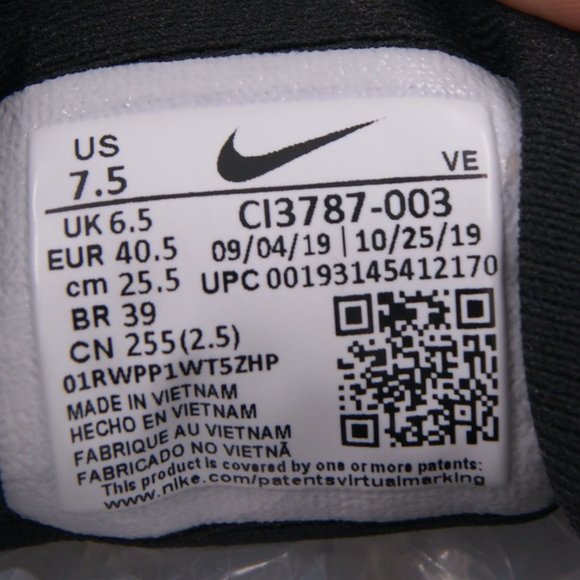 US
7.5
VE
UK 6.5
CI3787-003
EUR 40.5
09/04/19 | 10/25/19
cm 25.5
UPC 00193145412170
BR 39
CN 255(2.5)
01RWPP1WT5ZHP
MADE IN VIETNAM
HECHO EN VIETNAM
FABRIQUE AU VIETNAM
FABRICADO NO VIETNÃ
This product is covered by one or more patents:
www.nike.com/patentsvirtualmarking